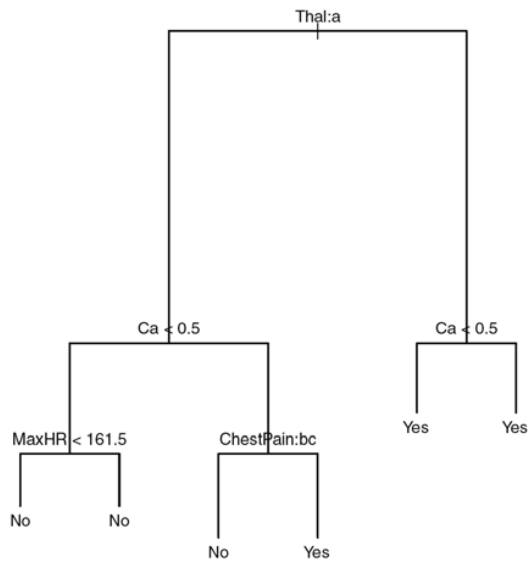 Thal:a
Ca < 0.5
Ca < 0.5
MaxHR < 161.5
ChestPain:bc
Yes
Yes
No
No
No
Yes